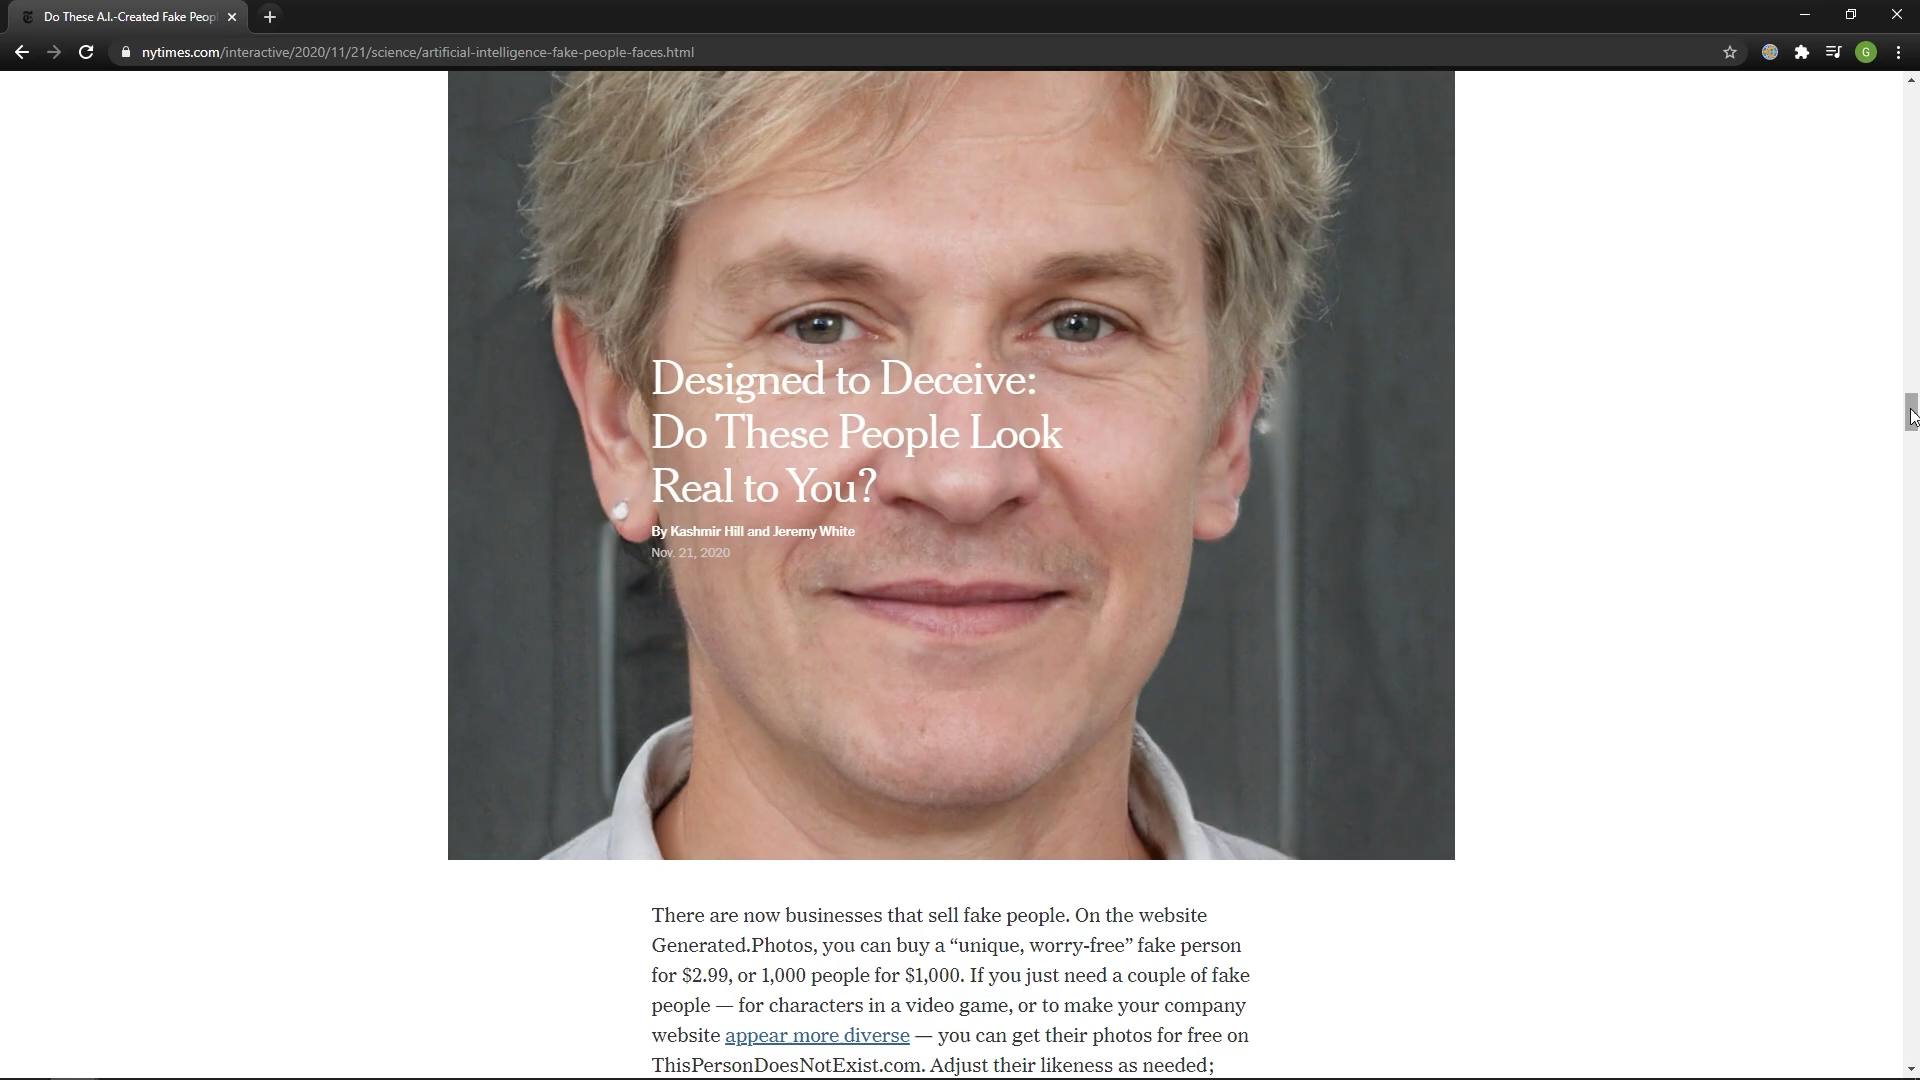 Do These A.I.-Created Fake Peop
nytimes.com/interactive/2020/11/21/science/artificial-intelligence-fake-people-faces.html
G
Designed to Deceive:
Do These People Look
Real to You?
By Kashmir Hill and Jeremy White
Nov. 21, 2020
There are now businesses that sell fake people. On the website
Generated.Photos, you can buy a “unique, worry-free” fake person
for $2.99, or 1,000 people for $1,000. If you just need a couple of fake
people — for characters in a video game, or to make your company
website appear more diverse — you can get their photos for free on
ThisPersonDoesNotExist.com. Adjust their likeness as needed;